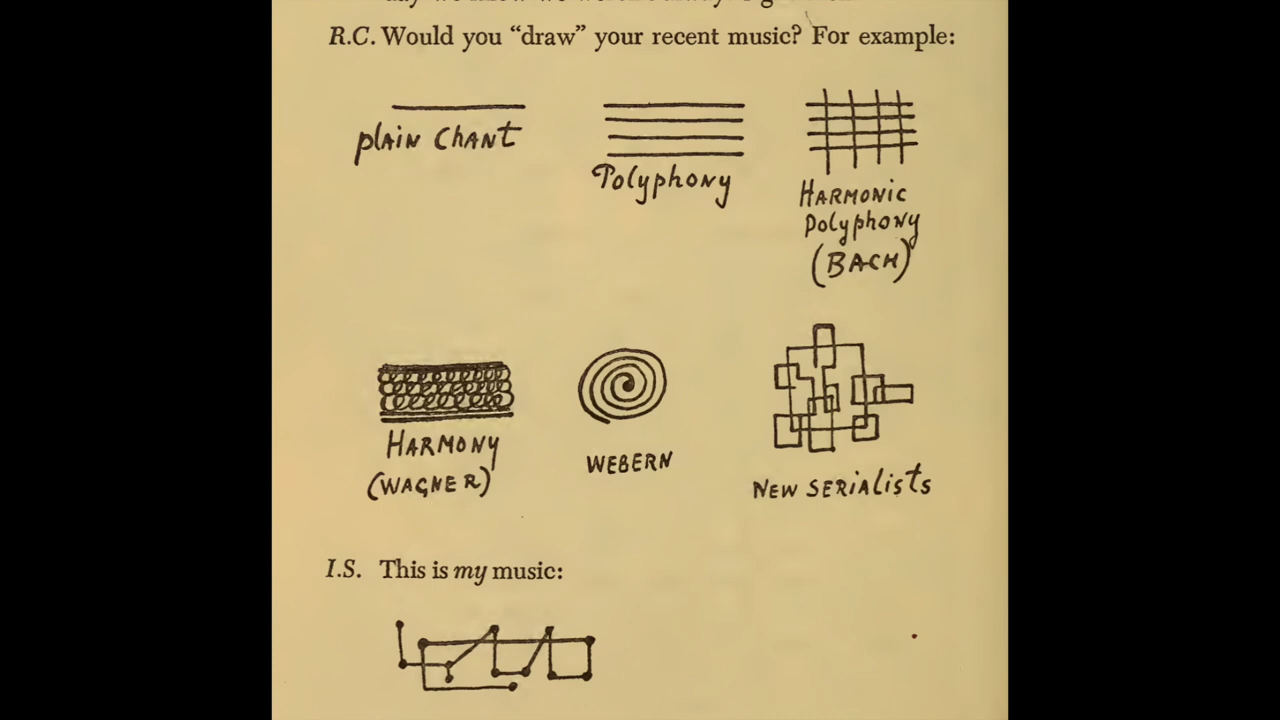 R.C. Would you “draw” your recent music? For example:
plain chant
Polyphony
HARMONIC
Polyphony
(BACH)
HARMONY
(WAGNER)
WEBERN
NEW SERIALISTS
I.S. This is my music: